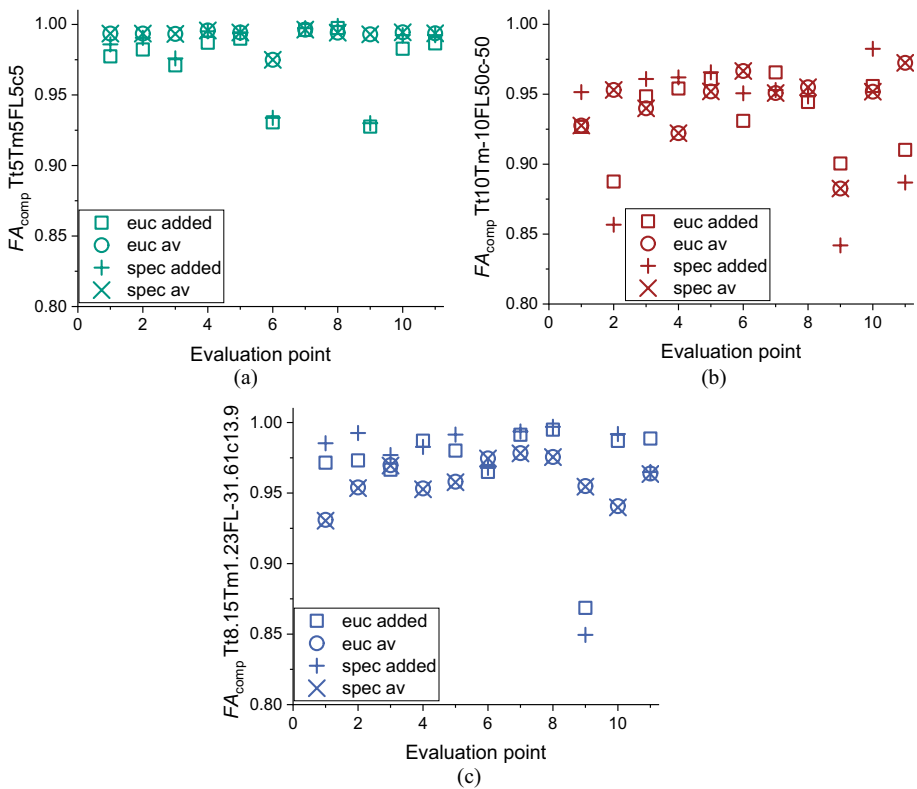 1.00
0.95
0.90
0.85
0.80
FAcomp Tt5Tm5FL5c5
euc added
euc av
spec added
spec av
0 2 4 6 8 10
Evaluation point
(a)
1.00
0.95
0.90
0.85
0.80
FAcomp Tt10Tm-10FL50c-50
euc added
euc av
spec added
spec av
0 2 4 6 8 10
Evaluation point
(b)
1.00
0.95
0.90
0.85
0.80
FAcomp Tt8.15Tm1.23FL-31.61c13.9
euc added
euc av
spec added
spec av
0 2 4 6 8 10
Evaluation point
(c)